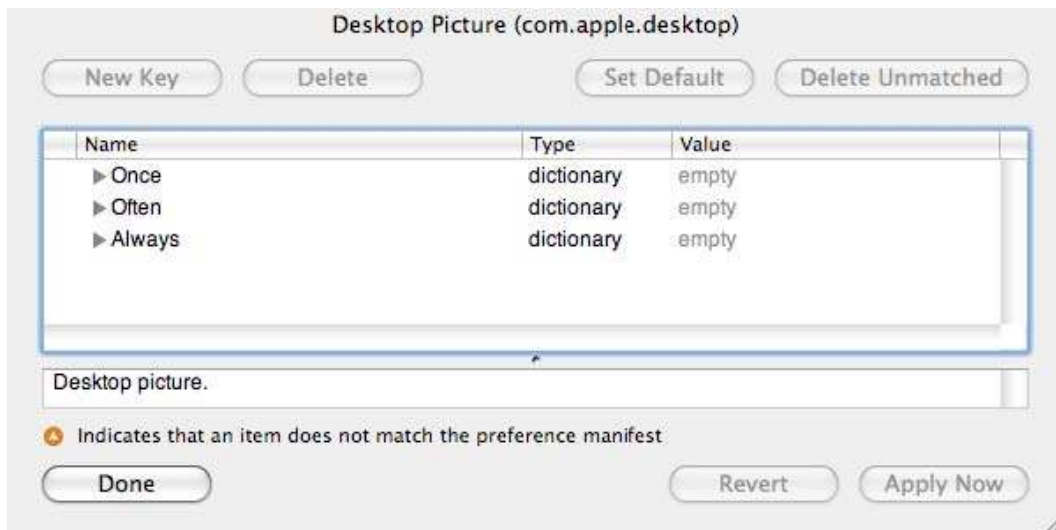 Desktop Picture (com.apple.desktop)
New Key Delete Set Default Delete Unmatched
Name Type Value
Once dictionary empty
Often dictionary empty
Always dictionary empty
Desktop picture.
Indicates that an item does not match the preference manifest
Done Revert Apply Now